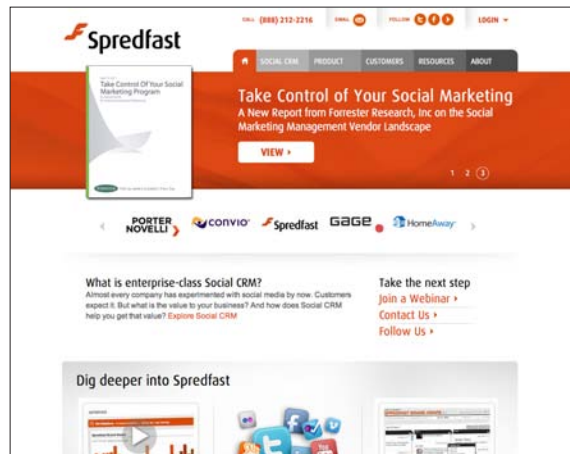 CALL (888) 212-2216 EMAIL FOLLOW LOGIN
Spredfast
SOCIAL CRM PRODUCT CUSTOMERS RESOURCES ABOUT
Take Control Of Your Social
Marketing Program
Take Control of Your Social Marketing
A New Report from Forrester Research, Inc on the Social
Marketing Management Vendor Landscape
VIEW
1 2 3
PORTER
NOVELLI
convio
Spredfast
GAGE
HomeAway
What is enterprise-class Social CRM?
Almost every company has experimented with social media by now. Customers
expect it. But what is the value to your business? And how does Social CRM
help you get that value? Explore Social CRM
Take the next step
Join a Webinar
Contact Us
Follow Us
Dig deeper into Spredfast